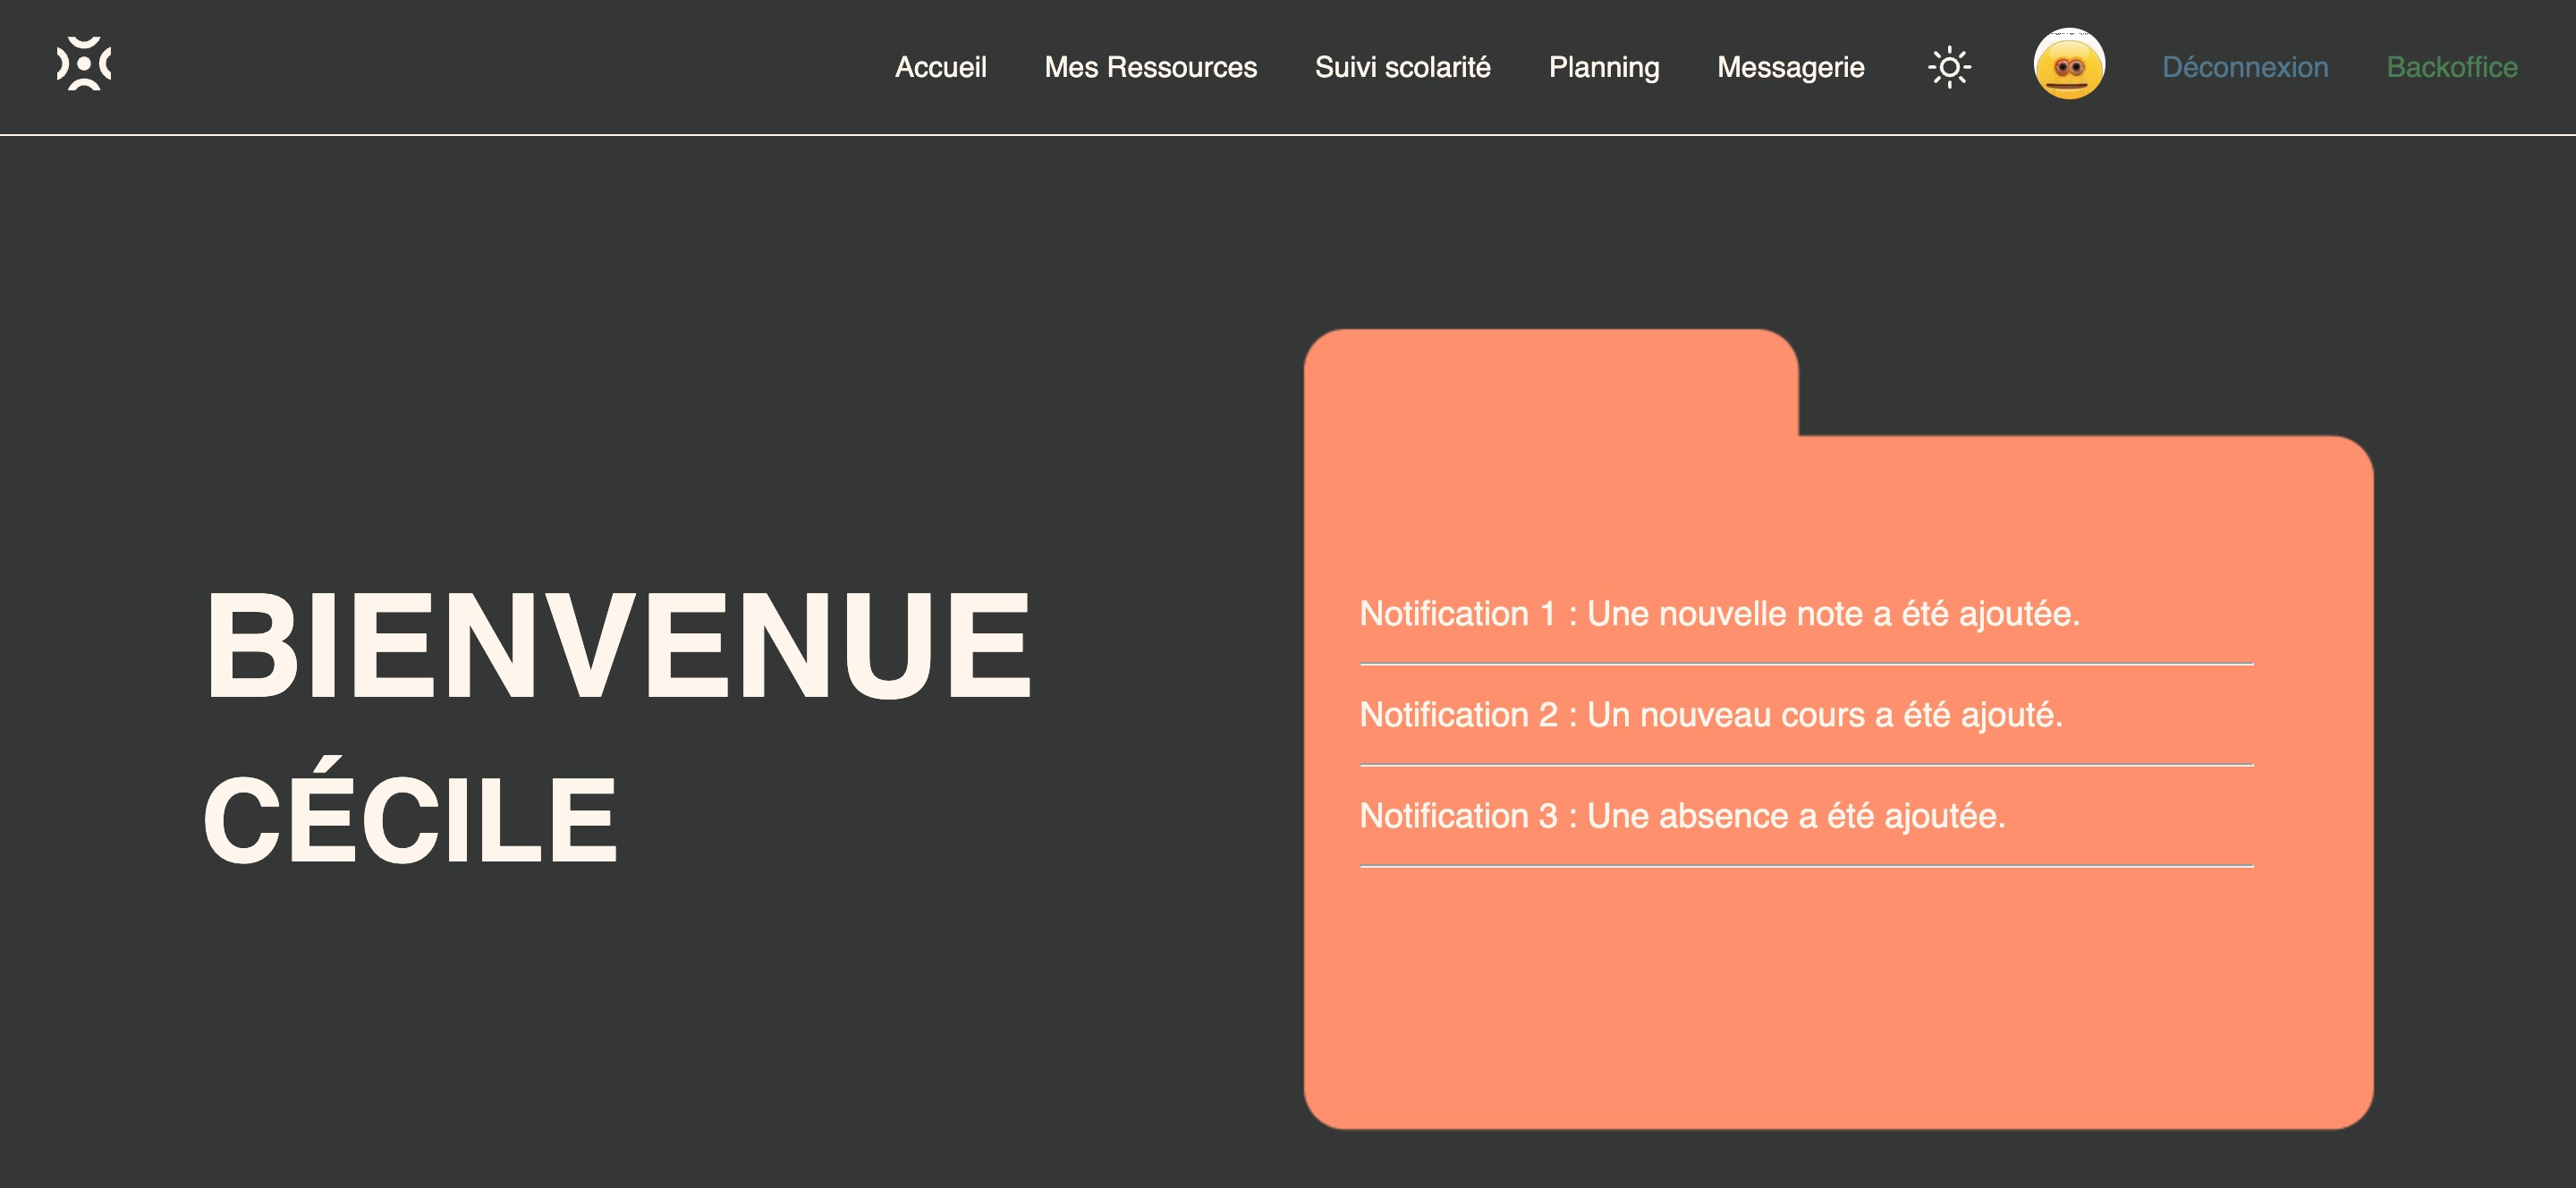 Accueil Mes Ressources Suivi scolarité Planning Messagerie Déconnexion Backoffice
BIENVENUE
CÉCILE
Notification 1 : Une nouvelle note a été ajoutée.
Notification 2 : Un nouveau cours a été ajouté.
Notification 3 : Une absence a été ajoutée.